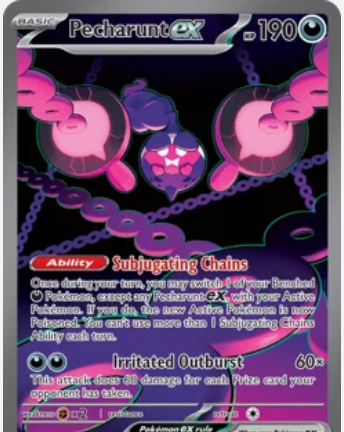 BASIC
Pecharunt ex
HP 190
Ability Subjugating Chains
Once during your turn, you may switch 1 of your Benched
Pokémon, except any Pecharunt ex, with your Active
Pokémon. If you do, the new Active Pokémon is now
Poisoned. You can't use more than 1 Subjugating Chains
Ability each turn.
Irritated Outburst 60×
This attack does 60 damage for each Prize card your
opponent has taken.
weakness ×2 resistance retreat
Pokémon ex rule